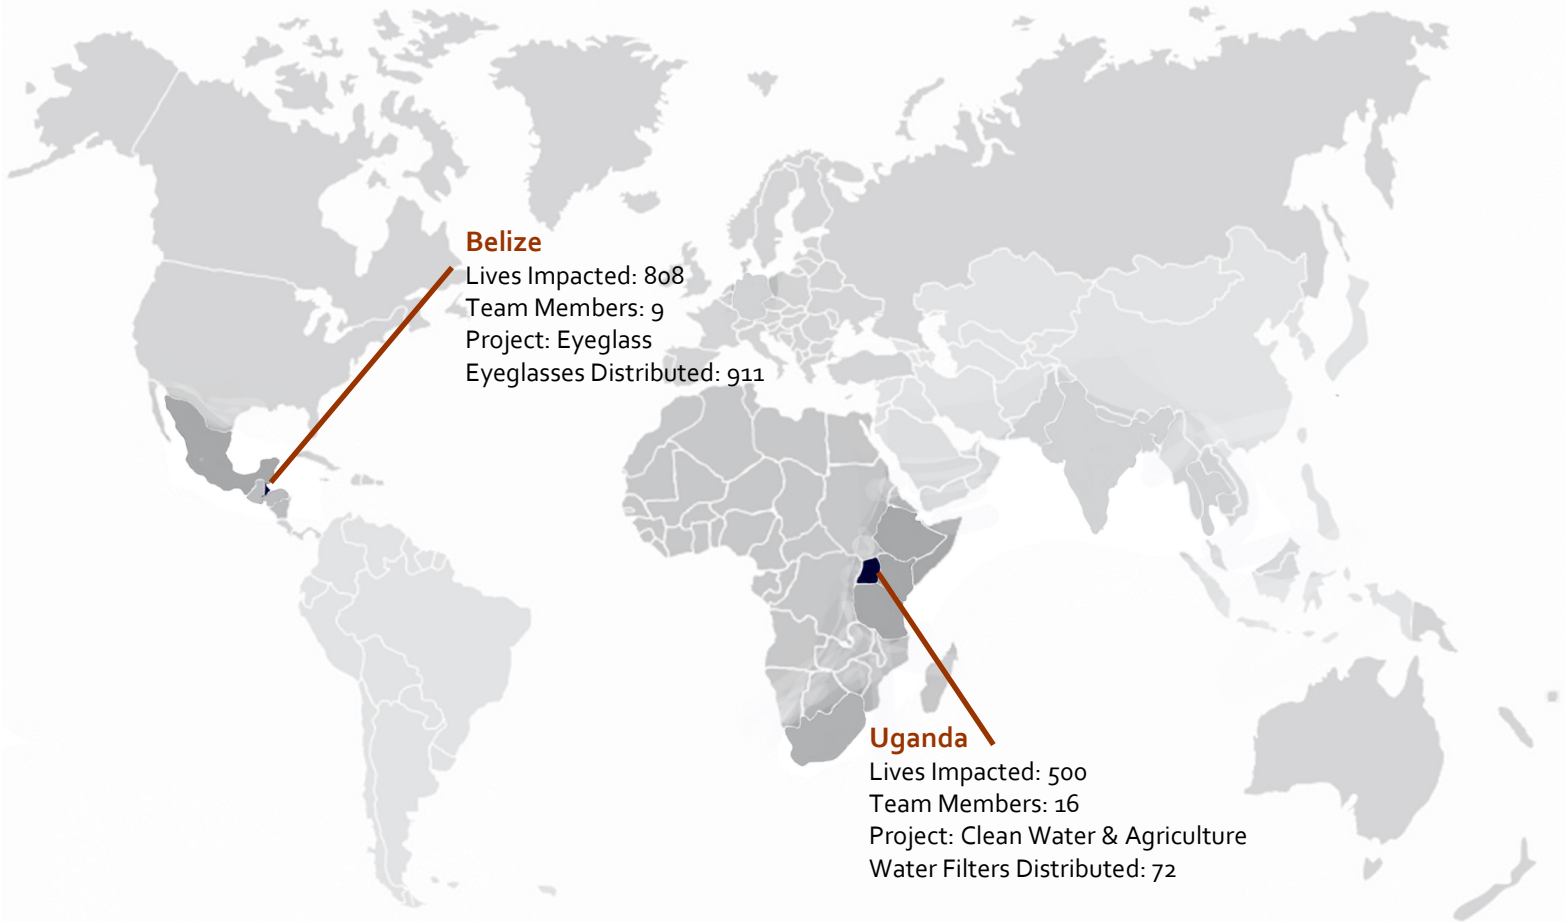 Belize
Lives Impacted: 808
Team Members: 9
Project: Eyeglass
Eyeglasses Distributed: 911
Uganda
Lives Impacted: 500
Team Members: 16
Project: Clean Water & Agriculture
Water Filters Distributed: 72